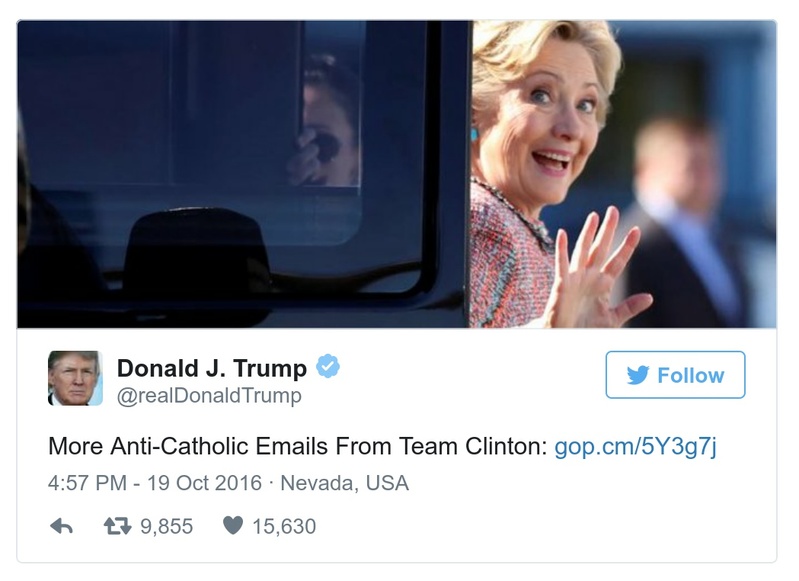 Donald J. Trump
@realDonaldTrump
Follow
More Anti-Catholic Emails From Team Clinton: gop.cm/5Y3g7j
4:57 PM - 19 Oct 2016 · Nevada, USA
9,855 15,630